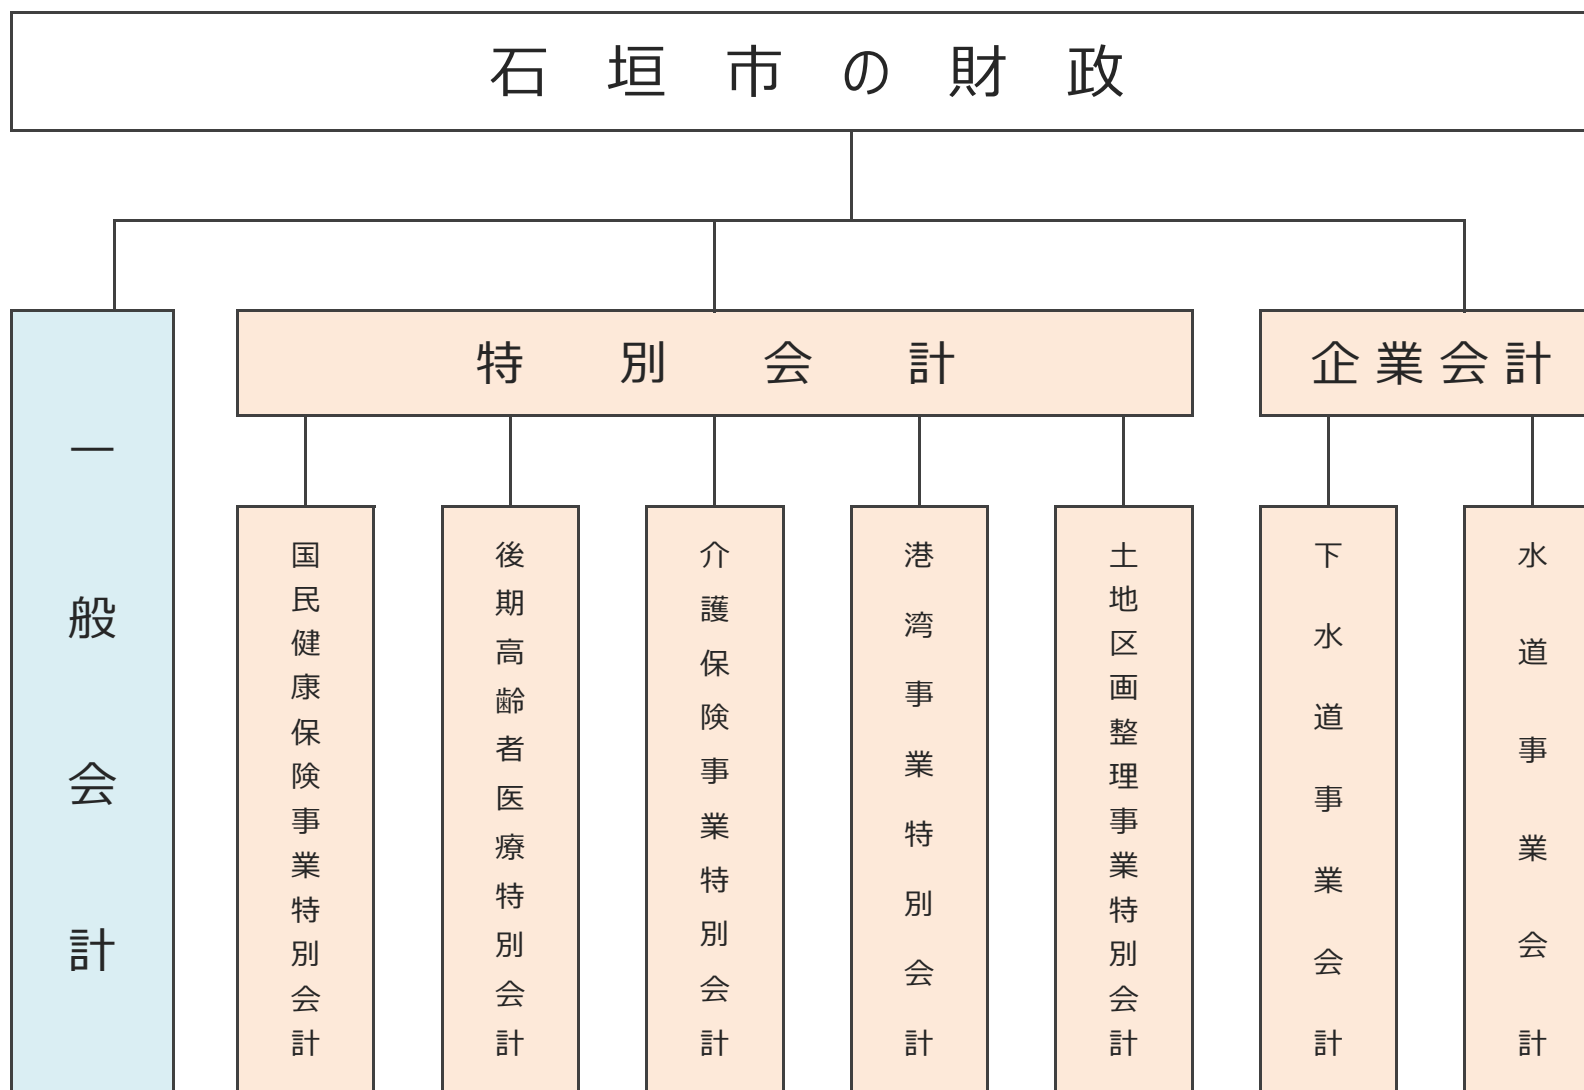 石垣市の財政
一般会計
特別会計
企業会計
国民健康保険事業特別会計
後期高齢者医療特別会計
介護保険事業特別会計
港湾事業特別会計
土地区画整理事業特別会計
下水道事業会計
水道事業会計